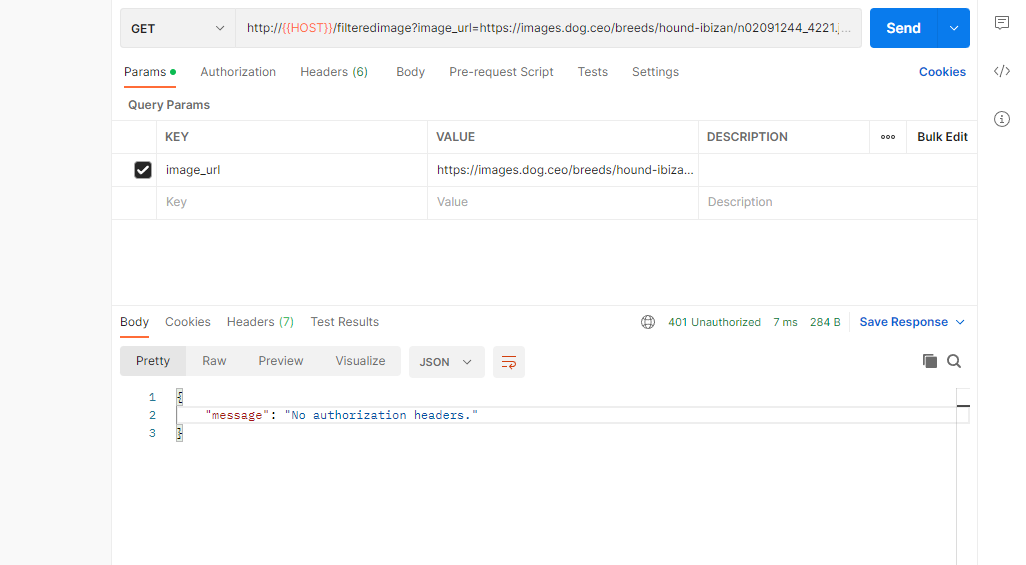 GET http://{{HOST}}/filteredimage?image_url=https://images.dog.ceo/breeds/hound-ibizan/n02091244_4221.j... Send
Params Authorization Headers (6) Body Pre-request Script Tests Settings Cookies
Query Params
KEY VALUE DESCRIPTION ooo Bulk Edit
image_url https://images.dog.ceo/breeds/hound-ibiza...
Key Value Description
Body Cookies Headers (7) Test Results 401 Unauthorized 7 ms 284 B Save Response
Pretty Raw Preview Visualize JSON
1 {
2 "message": "No authorization headers."
3 }